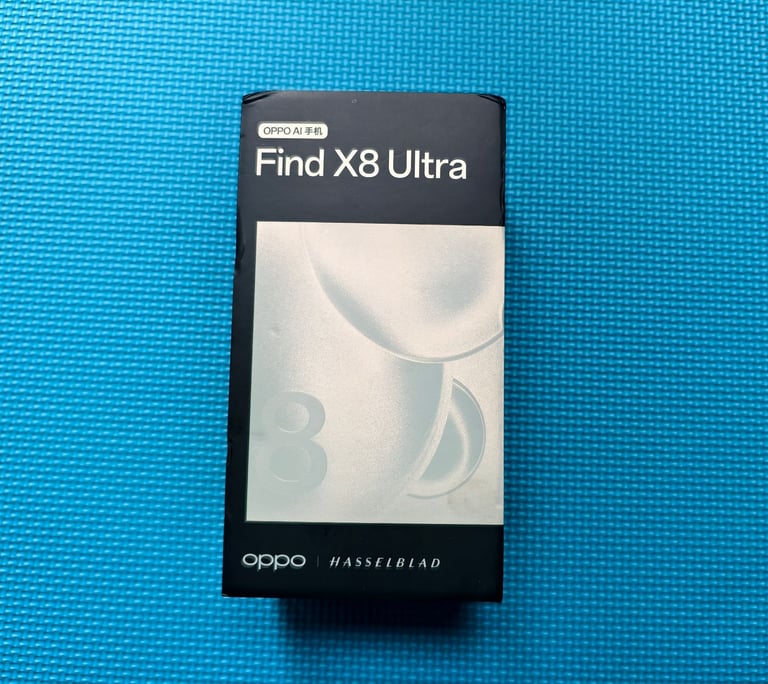 OPPO AI 手机
Find X8 Ultra
8
oppo | HASSELBLAD